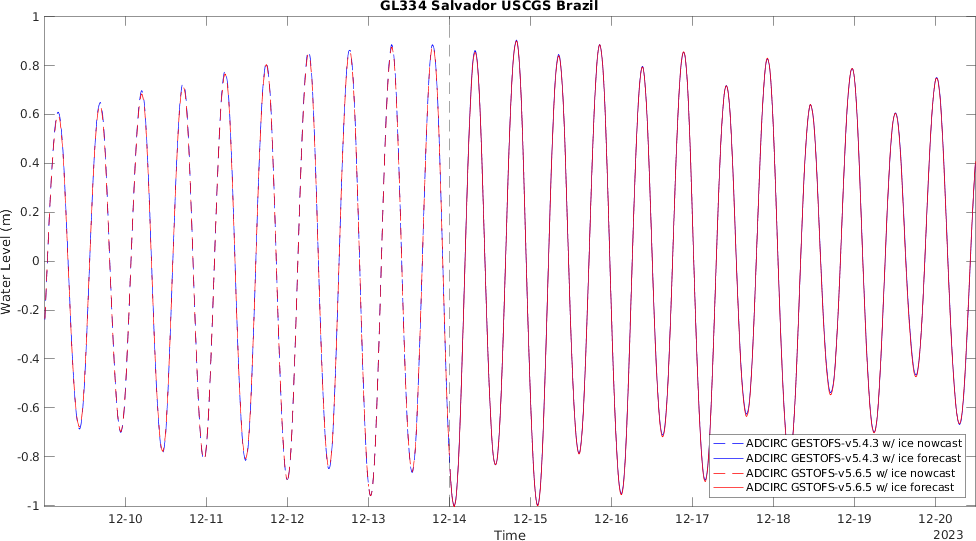 GL334 Salvador USCGS Brazil
Water Level (m)
1
0.8
0.6
0.4
0.2
0
-0.2
-0.4
-0.6
-0.8
-1
ADCIRC GESTOFS-v5.4.3 w/ ice nowcast
ADCIRC GESTOFS-v5.4.3 w/ ice forecast
ADCIRC GSTOFS-v5.6.5 w/ ice nowcast
ADCIRC GSTOFS-v5.6.5 w/ ice forecast
12-10 12-11 12-12 12-13 12-14 12-15 12-16 12-17 12-18 12-19 12-20
Time
2023